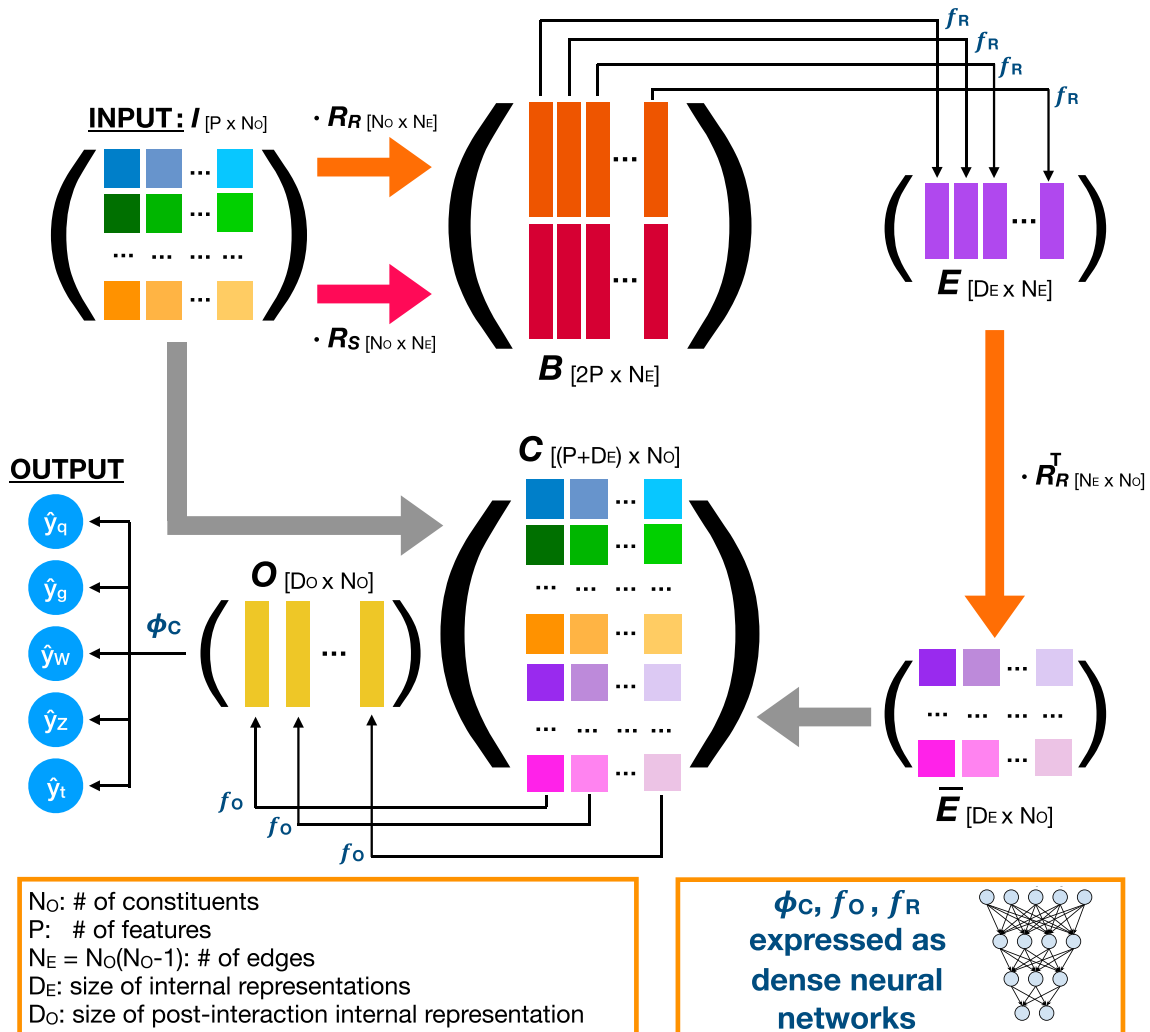 fR
fR
fR
fR
INPUT: I [P x NO]
· RR [NO x NE]
...
...
... ... ... ...
...
· RS [NO x NE]
...
...
B [2P x NE]
...
E [DE x NE]
· RTR [NE x NO]
C [(P+DE) x NO]
...
...
... ... ... ...
...
...
... ... ... ...
...
OUTPUT
ŷq
ŷg
ŷW
ŷZ
ŷt
ϕC
O [DO x NO]
...
fO
fO
fO
...
... ... ... ...
...
E̅ [DE x NO]
NO: # of constituents
P: # of features
NE = NO(NO-1): # of edges
DE: size of internal representations
DO: size of post-interaction internal representation
ϕC, fO , fR
expressed as
dense neural
networks